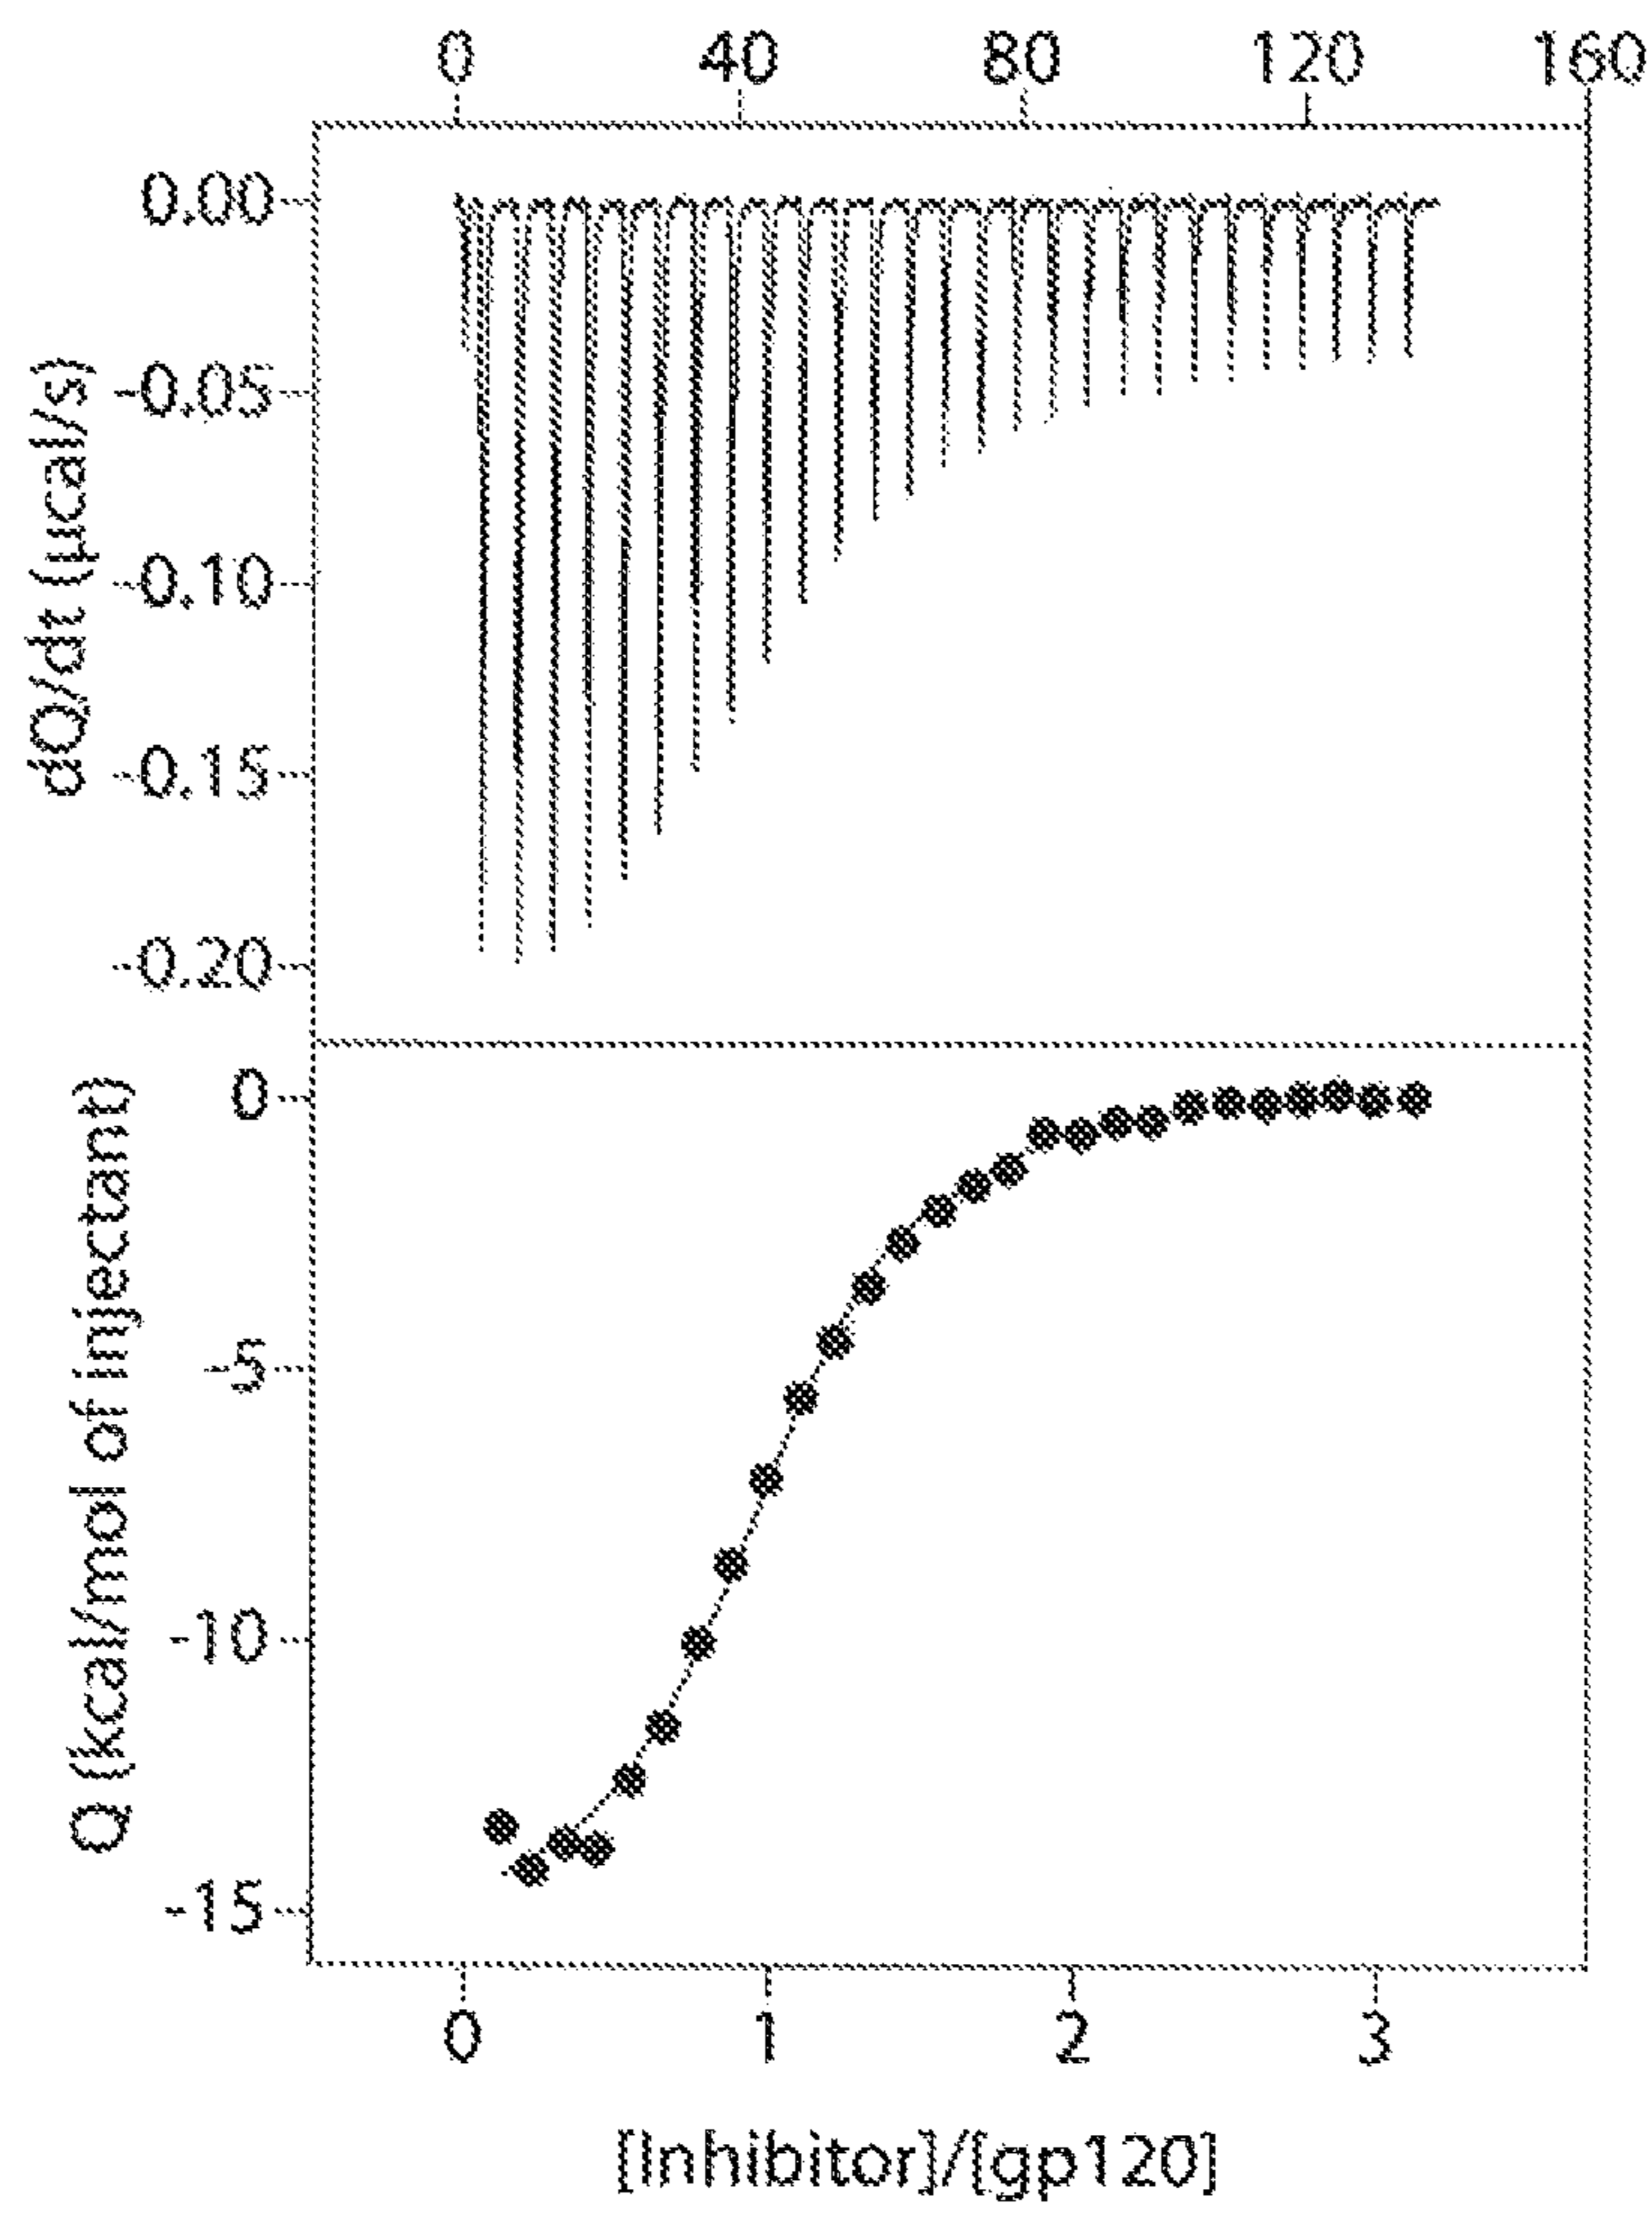 0 40 80 120 160
0.00
-0.05
-0.10
-0.15
-0.20
dQ/dt (µcal/s)
0
-5
-10
-15
Q (kcal/mol of injectant)
0 1 2 3
[Inhibitor]/[gp120]